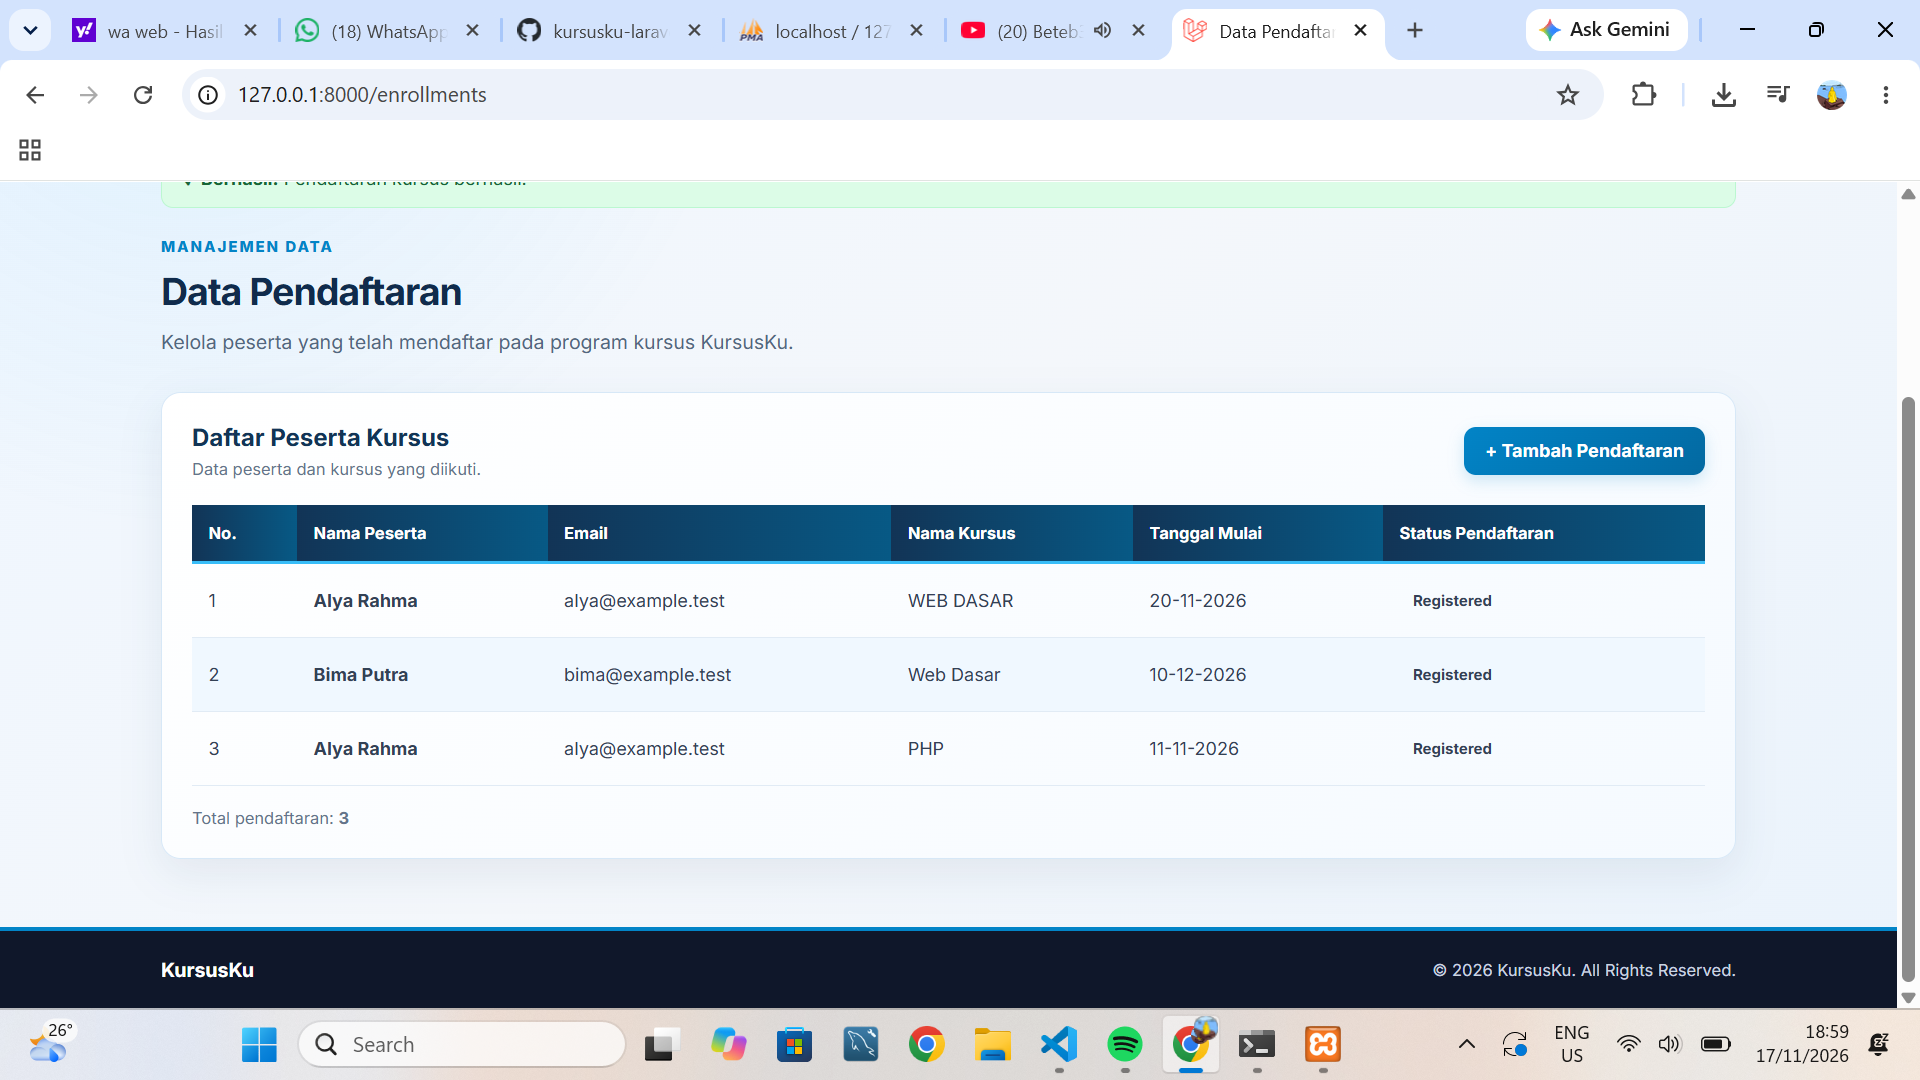 wa web - Hasil
(18) WhatsApp
kursusku-larav
localhost / 127
(20) Beteb
Data Pendaftar
Ask Gemini
127.0.0.1:8000/enrollments
Berhasil! Pendaftaran kursus berhasil.
MANAJEMEN DATA
Data Pendaftaran
Kelola peserta yang telah mendaftar pada program kursus KursusKu.
Daftar Peserta Kursus
Data peserta dan kursus yang diikuti.
+ Tambah Pendaftaran
No. Nama Peserta Email Nama Kursus Tanggal Mulai Status Pendaftaran
1 Alya Rahma alya@example.test WEB DASAR 20-11-2026 Registered
2 Bima Putra bima@example.test Web Dasar 10-12-2026 Registered
3 Alya Rahma alya@example.test PHP 11-11-2026 Registered
Total pendaftaran: 3
KursusKu
© 2026 KursusKu. All Rights Reserved.
26°
Search
ENG
US
18:59
17/11/2026